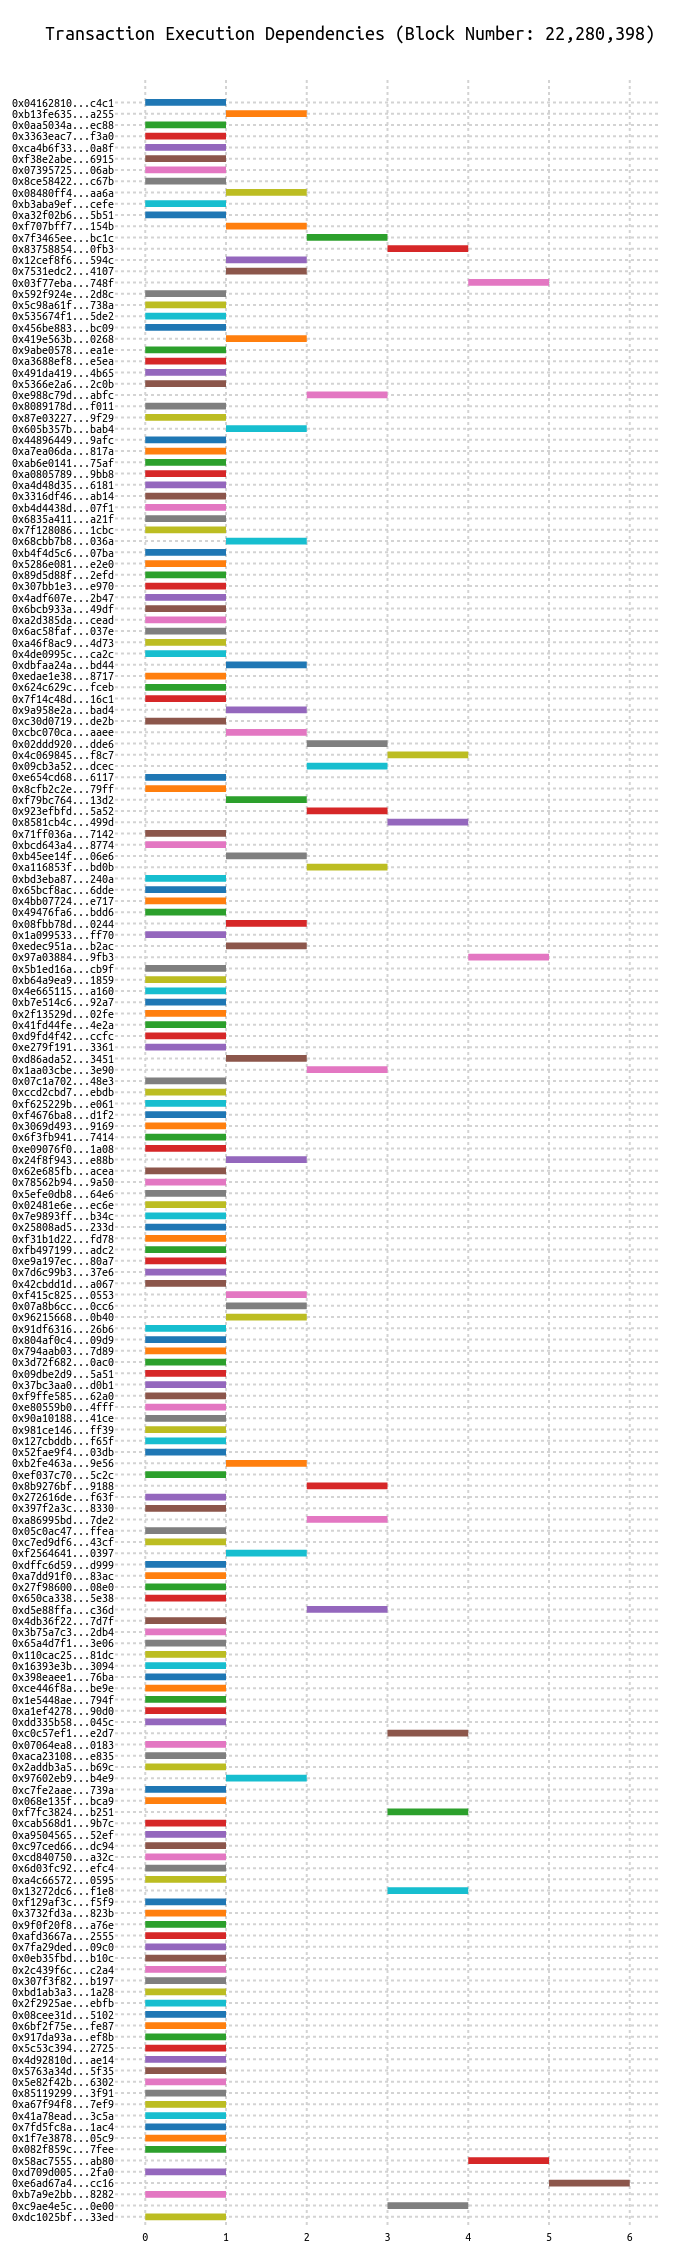 Transaction Execution Dependencies (Block Number: 22,280,398)
0x04162810...c4c1
0xb13fe635...a255
0x0aa5034a...ec88
0x3363eac7...f3a0
0xca4b6f33...0a8f
0xf38e2abe...6915
0x07395725...06ab
0x8ce58422...c67b
0x08480ff4...aa6a
0xb3aba9ef...cefe
0xa32f02b6...5b51
0xf707bff7...154b
0x7f3465ee...bc1c
0x83758854...0fb3
0x12cef8f6...594c
0x7531edc2...4107
0x03f77eba...748f
0x592f924e...2d8c
0x5c98a61f...738a
0x535674f1...5de2
0x456be883...bc09
0x419e563b...0268
0x9abe0578...ea1e
0xa3688ef8...e5ea
0x491da419...4b65
0x5366e2a6...2c0b
0xe988c79d...abfc
0x8089178d...f011
0x87e03227...9f29
0x605b357b...bab4
0x44896449...9afc
0xa7ea06da...817a
0xab6e0141...75af
0xa0805789...9bb8
0xa4d48d35...6181
0x3316df46...ab14
0xb4d4438d...07f1
0x6835a411...a21f
0x7f128086...1cbc
0x68cbb7b8...036a
0xb4f4d5c6...07ba
0x5286e081...e2e0
0x89d5d88f...2efd
0x307bb1e3...e970
0x4adf607e...2b47
0x6bcb933a...49df
0xa2d385da...cead
0x6ac58faf...037e
0xa46f8ac9...4d73
0x4de0995c...ca2c
0xdbfaa24a...bd44
0xedae1e38...8717
0x624c629c...fceb
0x7f14c48d...16c1
0x9a958e2a...bad4
0xc30d0719...de2b
0xcbc070ca...aaee
0x02ddd920...dde6
0x4c069845...f8c7
0x09cb3a52...dcec
0xe654cd68...6117
0x8cfb2c2e...79ff
0xf79bc764...13d2
0x923efbfd...5a52
0x8581cb4c...499d
0x71ff036a...7142
0xbcd643a4...8774
0xb45ee14f...06e6
0xa116853f...bd0b
0xbd3eba87...240a
0x65bcf8ac...6dde
0x4bb07724...e717
0x49476fa6...bdd6
0x08fbb78d...0244
0x1a099533...ff70
0xedec951a...b2ac
0x97a03884...9fb3
0x5b1ed16a...cb9f
0xb64a9ea9...1859
0x4e665115...a160
0xb7e514c6...92a7
0x2f13529d...02fe
0x41fd44fe...4e2a
0xd9fd4f42...ccfc
0xe279f191...3361
0xd86ada52...3451
0x1aa03cbe...3e90
0x07c1a702...48e3
0xccd2cbd7...ebdb
0xf625229b...e061
0xf4676ba8...d1f2
0x3069d493...9169
0x6f3fb941...7414
0xe09076f0...1a08
0x24f8f943...e88b
0x62e685fb...acea
0x78562b94...9a50
0x5efe0db8...64e6
0x02481e6e...ec6e
0x7e9893ff...b34c
0x25808ad5...233d
0xf31b1d22...fd78
0xfb497199...adc2
0xe9a197ec...80a7
0x7d6c99b3...37e6
0x42cbdd1d...a067
0xf415c825...0553
0x07a8b6cc...0cc6
0x96215668...0b40
0x91df6316...26b6
0x804af0c4...09d9
0x794aab03...7d89
0x3d72f682...0ac0
0x09dbe2d9...5a51
0x37bc3aa0...d0b1
0xf9ffe585...62a0
0xe80559b0...4fff
0x90a10188...41ce
0x981ce146...ff39
0x127cbddb...f65f
0x52fae9f4...03db
0xb2fe463a...9e56
0xef037c70...5c2c
0x8b9276bf...9188
0x272616de...f63f
0x397f2a3c...8330
0xa86995bd...7de2
0x05c0ac47...ffea
0xc7ed9df6...43cf
0xf2564641...0397
0xdffc6d59...d999
0xa7dd91f0...83ac
0x27f98600...08e0
0x650ca338...5e38
0xd5e88ffa...c36d
0x4db36f22...7d7f
0x3b75a7c3...2db4
0x65a4d7f1...3e06
0x110cac25...81dc
0x16393e3b...3094
0x398eaee1...76ba
0xce446f8a...be9e
0x1e5448ae...794f
0xa1ef4278...90d0
0xdd335b58...045c
0xc0c57ef1...e2d7
0x07064ea8...0183
0xaca23108...e835
0x2addb3a5...b69c
0x97602eb9...b4e9
0xc7fe2aae...739a
0x068e135f...bca9
0xf7fc3824...b251
0xcab568d1...9b7c
0xa9504565...52ef
0xc97ced66...dc94
0xcd840750...a32c
0x6d03fc92...efc4
0xa4c66572...0595
0x13272dc6...f1e8
0xf129af3c...f5f9
0x3732fd3a...823b
0x9f0f20f8...a76e
0xafd3667a...2555
0x7fa29ded...09c0
0x0eb35fbd...b10c
0x2c439f6c...c2a4
0x307f3f82...b197
0xbd1ab3a3...1a28
0x2f2925ae...ebfb
0x08cee31d...5102
0x6bf2f75e...fe87
0x917da93a...ef8b
0x5c53c394...2725
0x4d92810d...ae14
0x5763a34d...5f35
0x5e82f42b...6302
0x85119299...3f91
0xa67f94f8...7ef9
0x41a78ead...3c5a
0x7fd5fc8a...1ac4
0x1f7e3878...05c9
0x082f859c...7fee
0x58ac7555...ab80
0xd709d005...2fa0
0xe6ad67a4...cc16
0xb7a9e2bb...8282
0xc9ae4e5c...0e00
0xdc1025bf...33ed
0 1 2 3 4 5 6